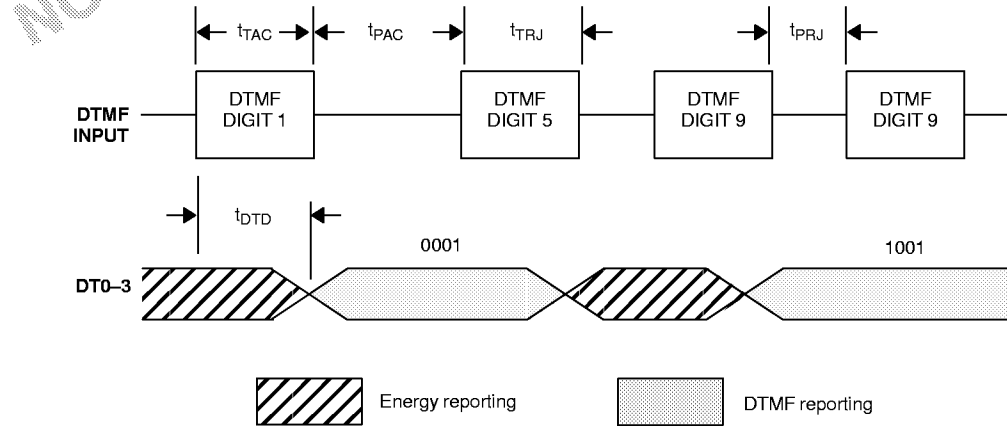 tTAC tPAC tTRJ tPRJ
DTMF INPUT
DTMF DIGIT 1
DTMF DIGIT 5
DTMF DIGIT 9
DTMF DIGIT 9
tDTD
0001 1001
DT0–3
Energy reporting DTMF reporting